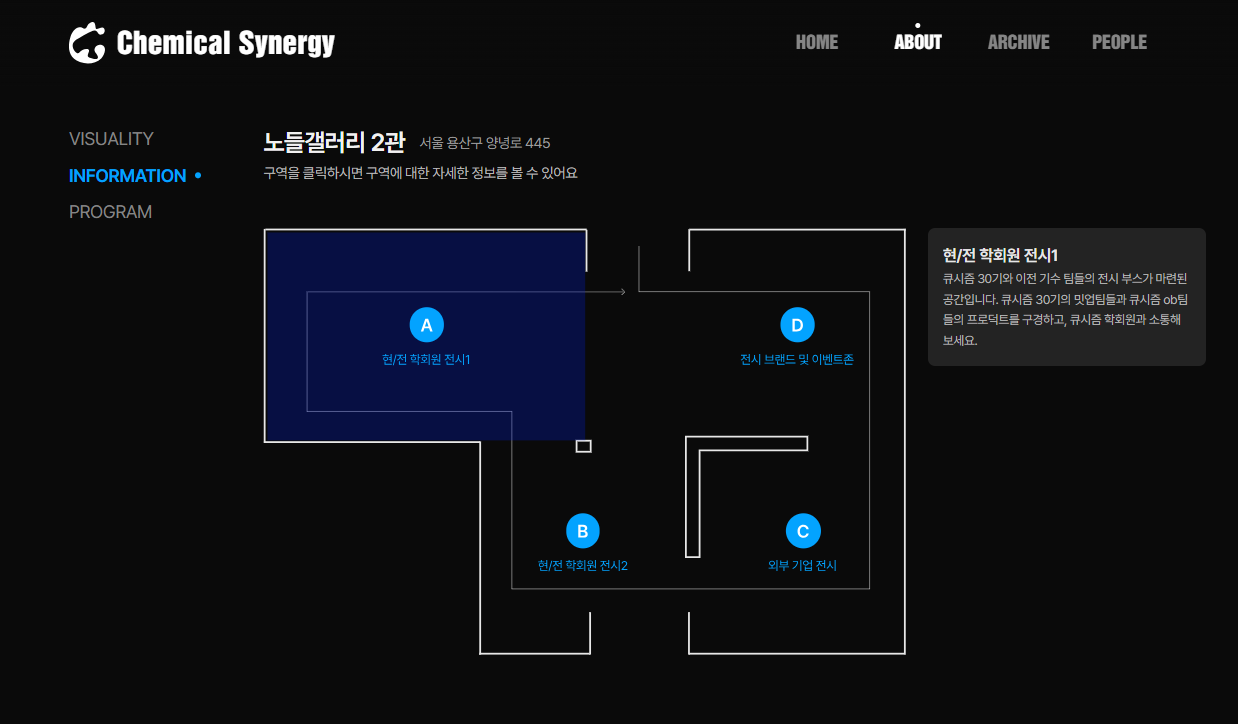 Chemical Synergy
HOME ABOUT ARCHIVE PEOPLE
VISUALITY
INFORMATION
PROGRAM
노들갤러리 2관 서울 용산구 양녕로 445
구역을 클릭하시면 구역에 대한 자세한 정보를 볼 수 있어요
A
현/전 학회원 전시1
D
전시 브랜드 및 이벤트존
B
현/전 학회원 전시2
C
외부 기업 전시
현/전 학회원 전시1
큐시즘 30기와 이전 기수 팀들의 전시 부스가 마련된
공간입니다. 큐시즘 30기의 밋업팀들과 큐시즘 ob팀
들의 프로덕트를 구경하고, 큐시즘 학회원과 소통해
보세요.